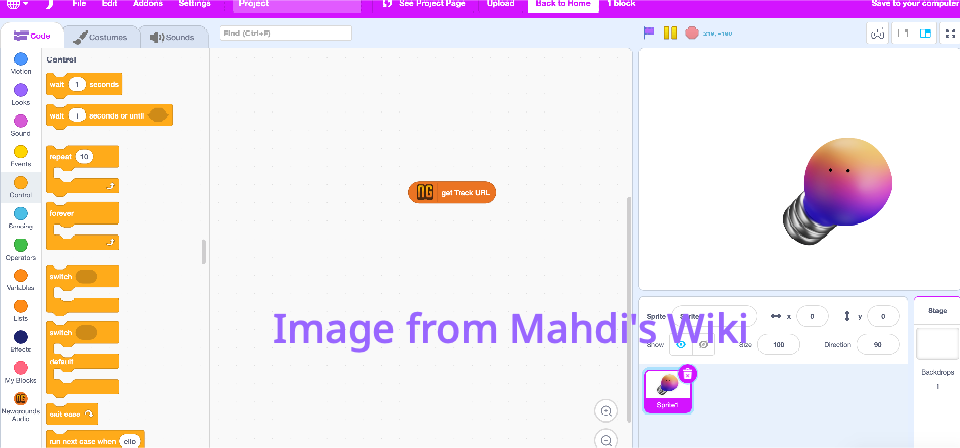 File Edit Addons Settings Project See Project Page Upload Back to Home 1 block Save to your computer
Code Costumes Sounds Find (Ctrl+F) 219, -180
Control
Motion
Looks
Sound
Events
Control
Sensing
Operators
Variables
Lists
Effects
My Blocks
Newgrounds
Audio
wait 1 seconds
wait 1 seconds or until
repeat 10
forever
switch
switch
default
exit case
run next case when clip
NG get Track URL
Image from Mahdi's Wiki
Sprite Sprite1 x 0 y 0
Show Size 100 Direction 90
Sprite1
Stage
Backdrops
1